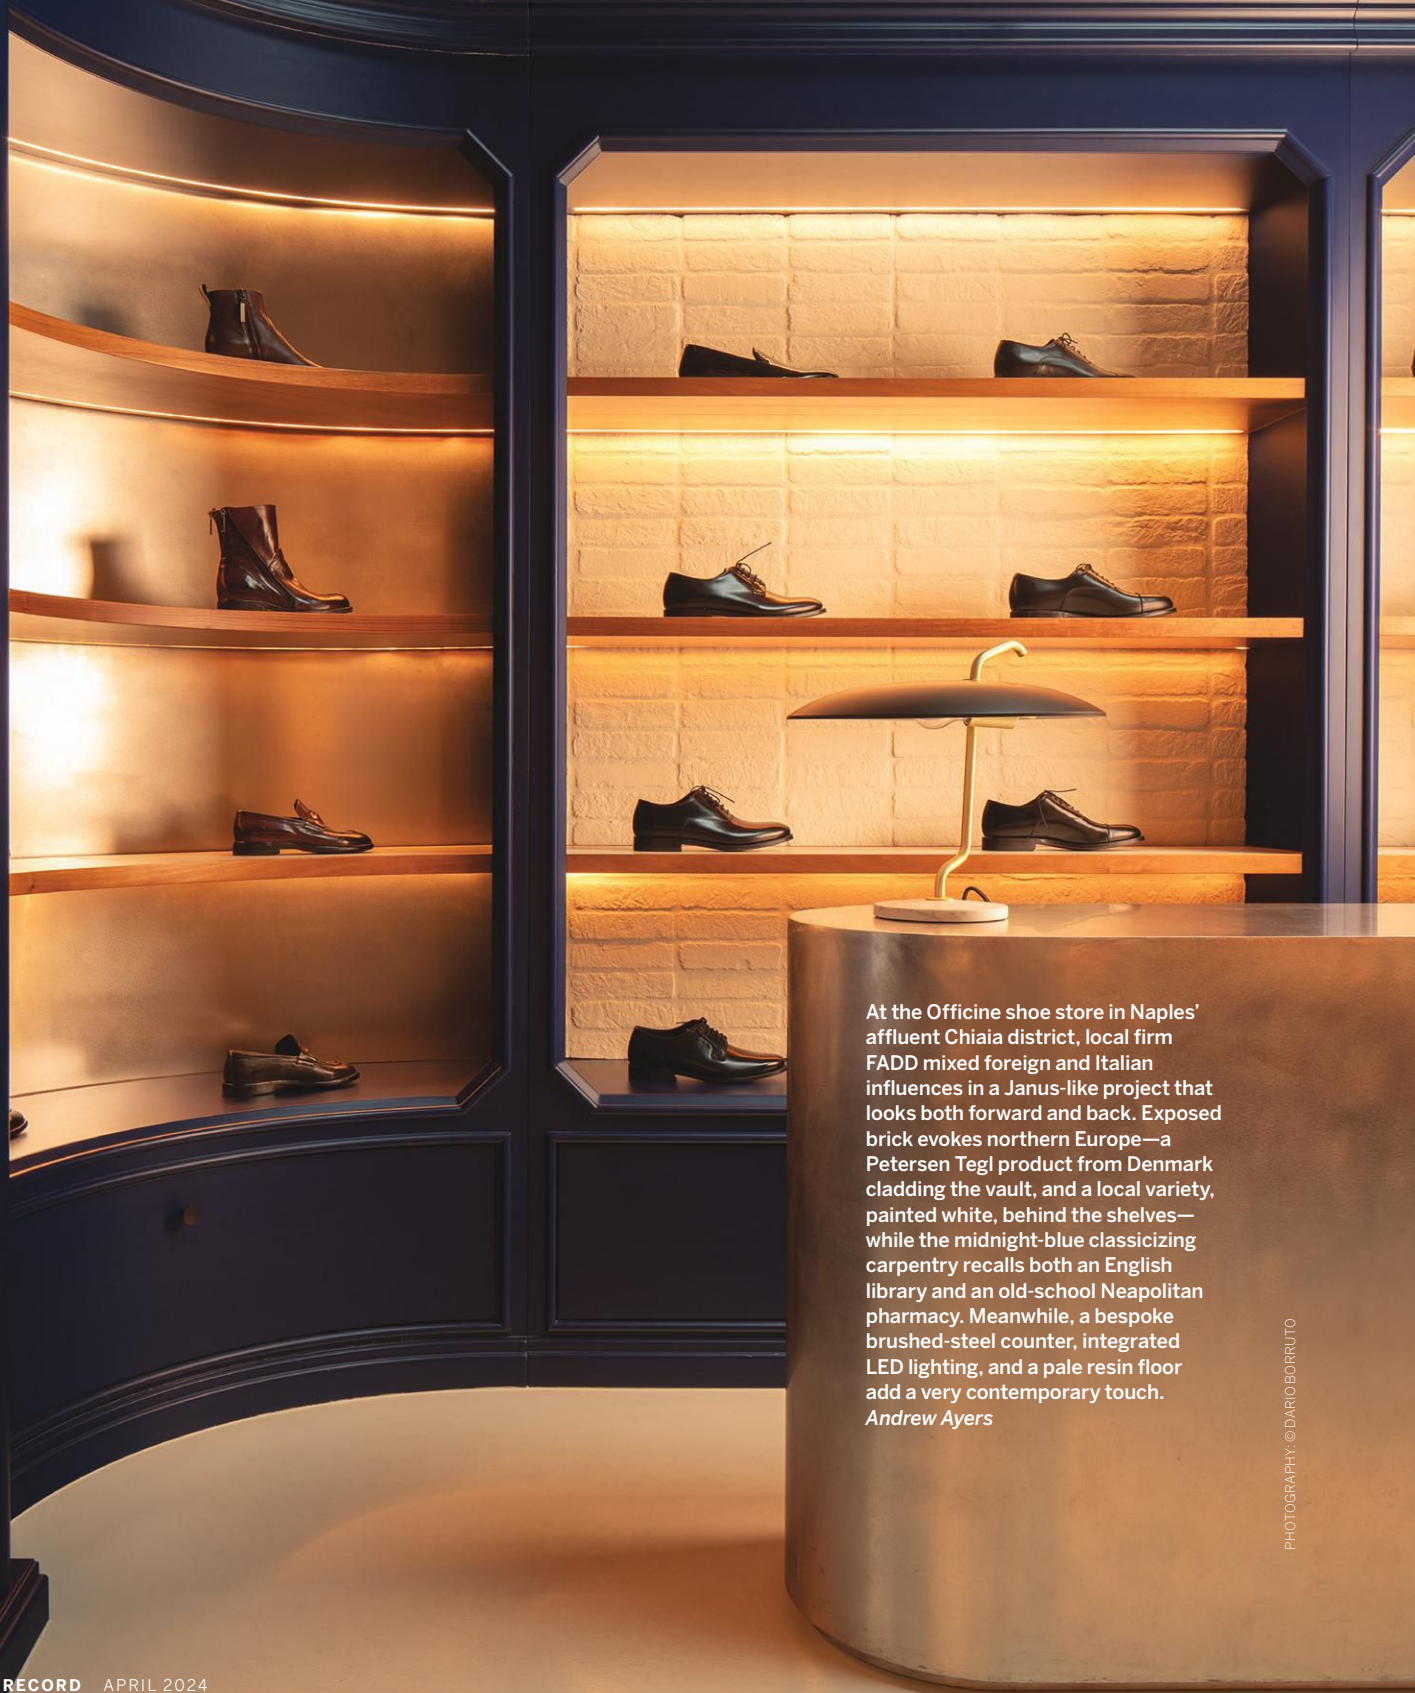 At the Officine shoe store in Naples’
affluent Chiaia district, local firm
FADD mixed foreign and Italian
influences in a Janus-like project that
looks both forward and back. Exposed
brick evokes northern Europe—a
Petersen Tegl product from Denmark
cladding the vault, and a local variety,
painted white, behind the shelves—
while the midnight-blue classicizing
carpentry recalls both an English
library and an old-school Neapolitan
pharmacy. Meanwhile, a bespoke
brushed-steel counter, integrated
LED lighting, and a pale resin floor
add a very contemporary touch.
Andrew Ayers
PHOTOGRAPHY: © DARIO BORRUTO
RECORD APRIL 2024